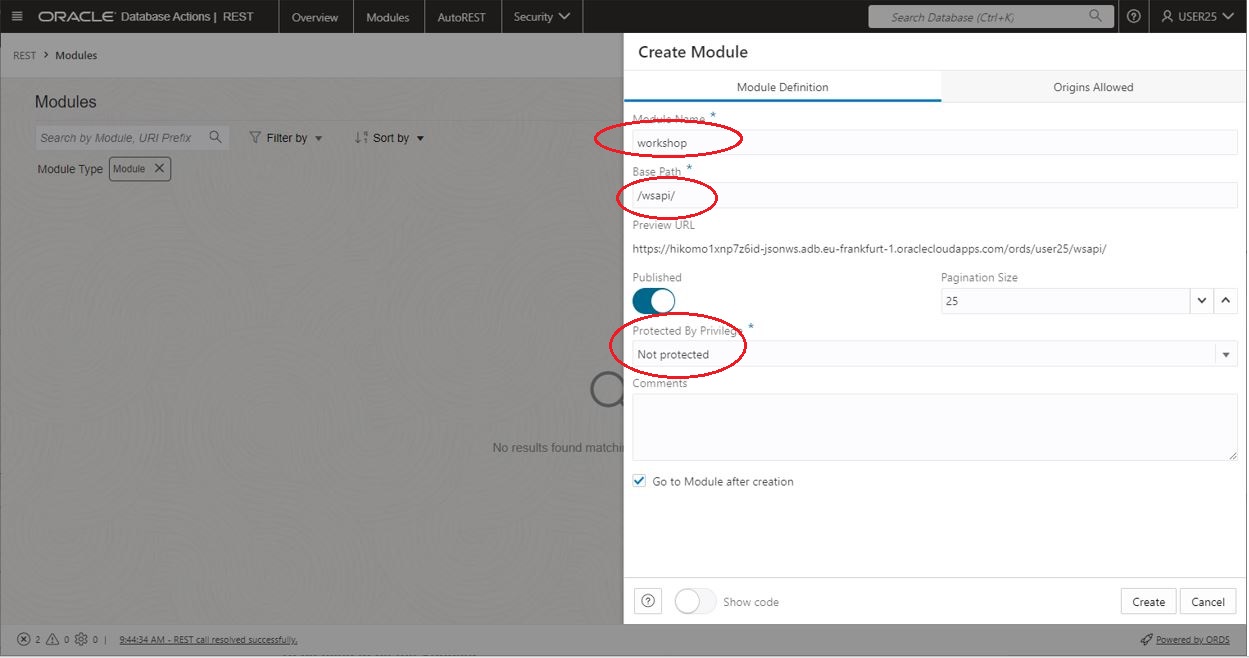 ORACLE Database Actions | REST Overview Modules AutoREST Security Search Database (Ctrl+K) USER25
REST > Modules
Modules
Search by Module, URI Prefix Filter by Sort by
Module Type Module
No results found matchin
Create Module
Module Definition Origins Allowed
Module Name *
workshop
Base Path *
/wsapi/
Preview URL
https://hikomo1xnp7z6id-jsonws.adb.eu-frankfurt-1.oraclecloudapps.com/ords/user25/wsapi/
Published Pagination Size
25
Protected By Privilege *
Not protected
Comments
Go to Module after creation
? Show code Create Cancel
2 0 0 | 9:44:34 AM - REST call resolved successfully. Powered by ORDS